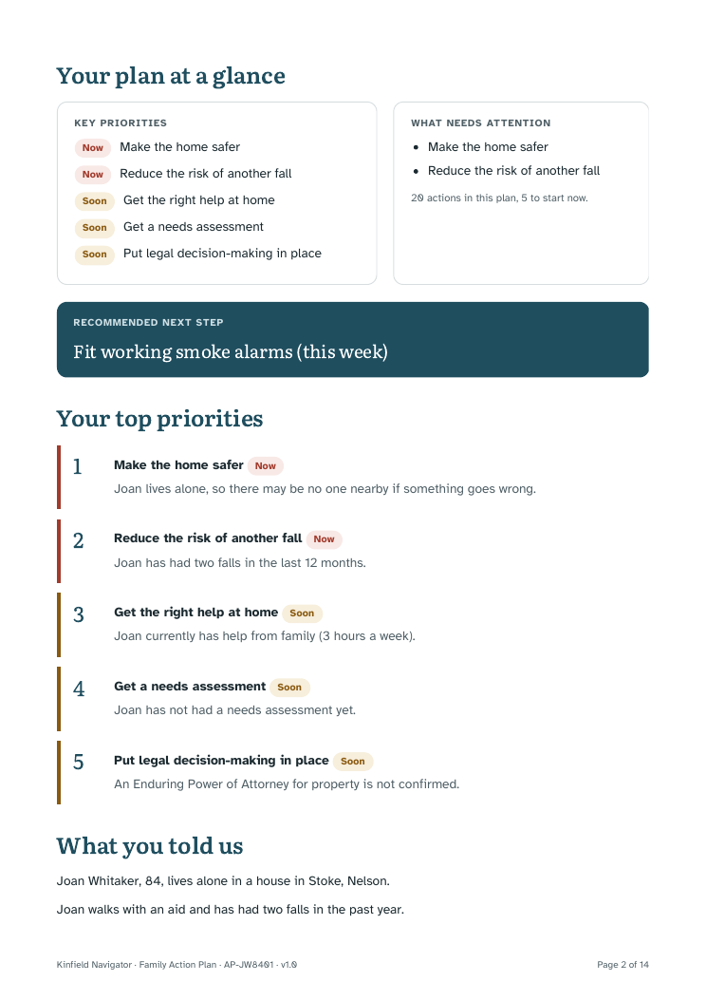 Your plan at a glance
KEY PRIORITIES
Now Make the home safer
Now Reduce the risk of another fall
Soon Get the right help at home
Soon Get a needs assessment
Soon Put legal decision-making in place
WHAT NEEDS ATTENTION
• Make the home safer
• Reduce the risk of another fall
20 actions in this plan, 5 to start now.
RECOMMENDED NEXT STEP
Fit working smoke alarms (this week)
Your top priorities
1 Make the home safer Now
Joan lives alone, so there may be no one nearby if something goes wrong.
2 Reduce the risk of another fall Now
Joan has had two falls in the last 12 months.
3 Get the right help at home Soon
Joan currently has help from family (3 hours a week).
4 Get a needs assessment Soon
Joan has not had a needs assessment yet.
5 Put legal decision-making in place Soon
An Enduring Power of Attorney for property is not confirmed.
What you told us
Joan Whitaker, 84, lives alone in a house in Stoke, Nelson.
Joan walks with an aid and has had two falls in the past year.
Kinfield Navigator · Family Action Plan · AP-JW8401 · v1.0
Page 2 of 14